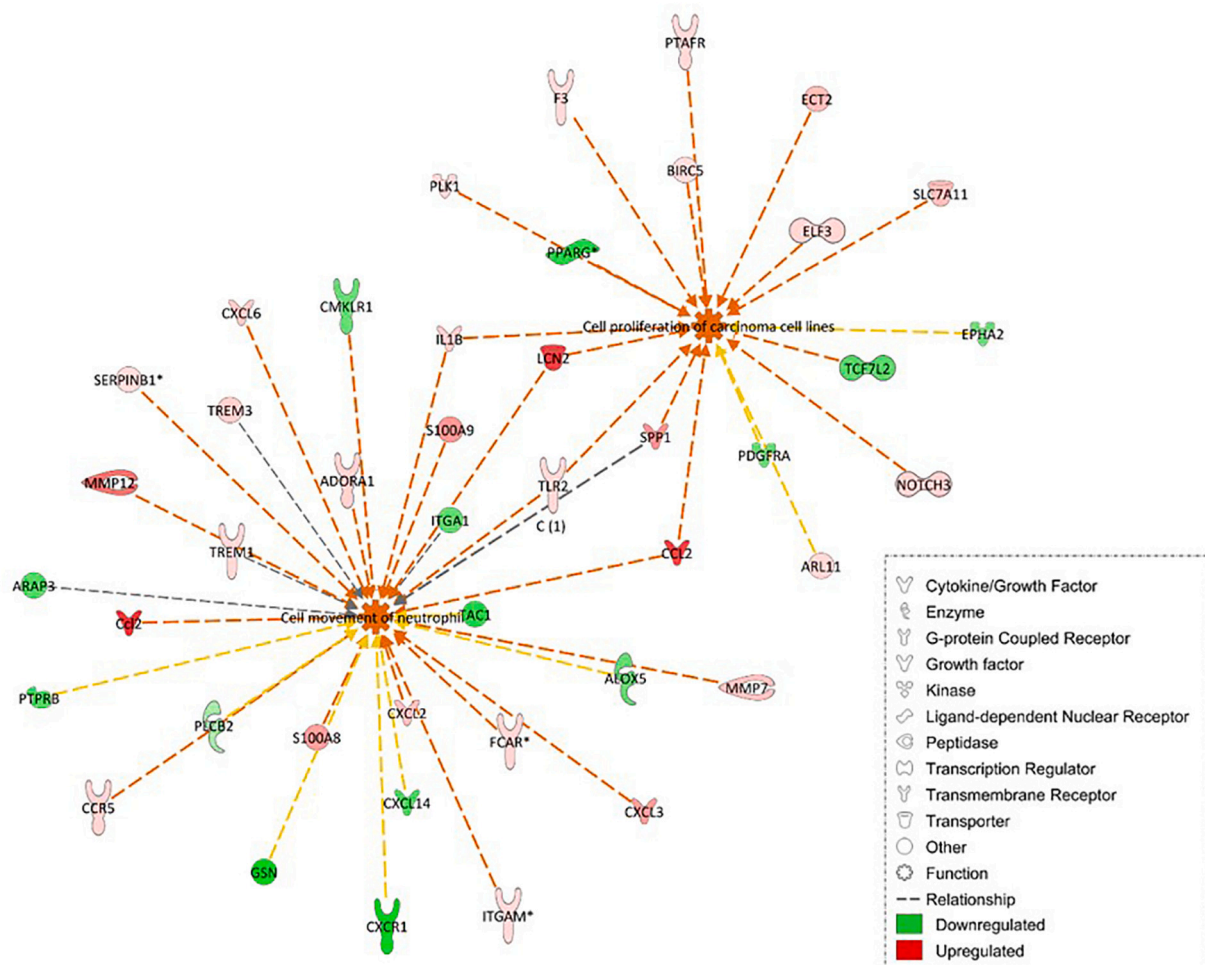 PTAFR
F3
ECT2
BIRC5
PLK1
SLC7A11
ELF3
PPARG*
CXCL6
CMKLR1
Cell proliferation of carcinoma cell lines
IL1B
EPHA2
LCN2
TCF7L2
SERPINB1*
TREM3
S100A9
SPP1
PDGFRA
MMP12
ADORA1
TLR2
NOTCH3
ITGA1
C (1)
TREM1
CCL2
ARL11
ARAP3
Ccl2
Cell movement of neutrophil
TAC1
PTPRB
ALOX5
MMP7
PLCB2
S100A8
CXCL2
FCAR*
CCR5
CXCL14
CXCL3
GSN
CXCR1
ITGAM*
Cytokine/Growth Factor
Enzyme
G-protein Coupled Receptor
Growth factor
Kinase
Ligand-dependent Nuclear Receptor
Peptidase
Transcription Regulator
Transmembrane Receptor
Transporter
Other
Function
Relationship
Downregulated
Upregulated